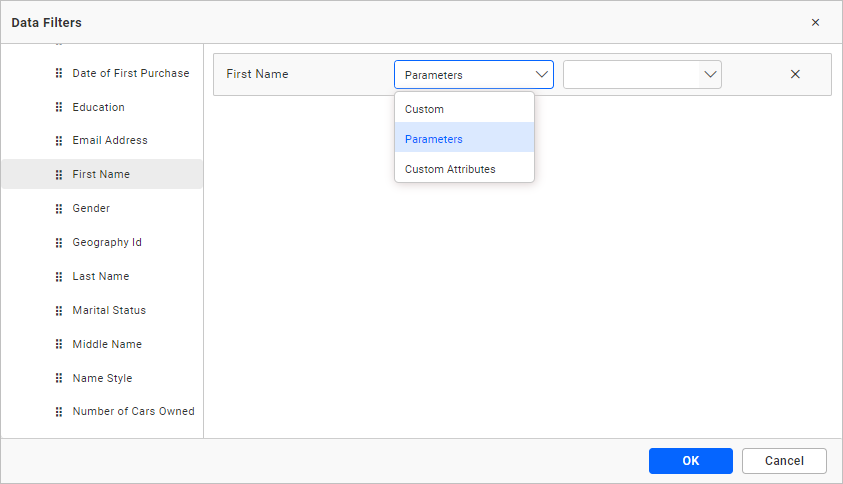 Data Filters
Date of First Purchase
Education
Email Address
First Name
Gender
Geography Id
Last Name
Marital Status
Middle Name
Name Style
Number of Cars Owned
First Name
Parameters
Custom
Parameters
Custom Attributes
OK
Cancel